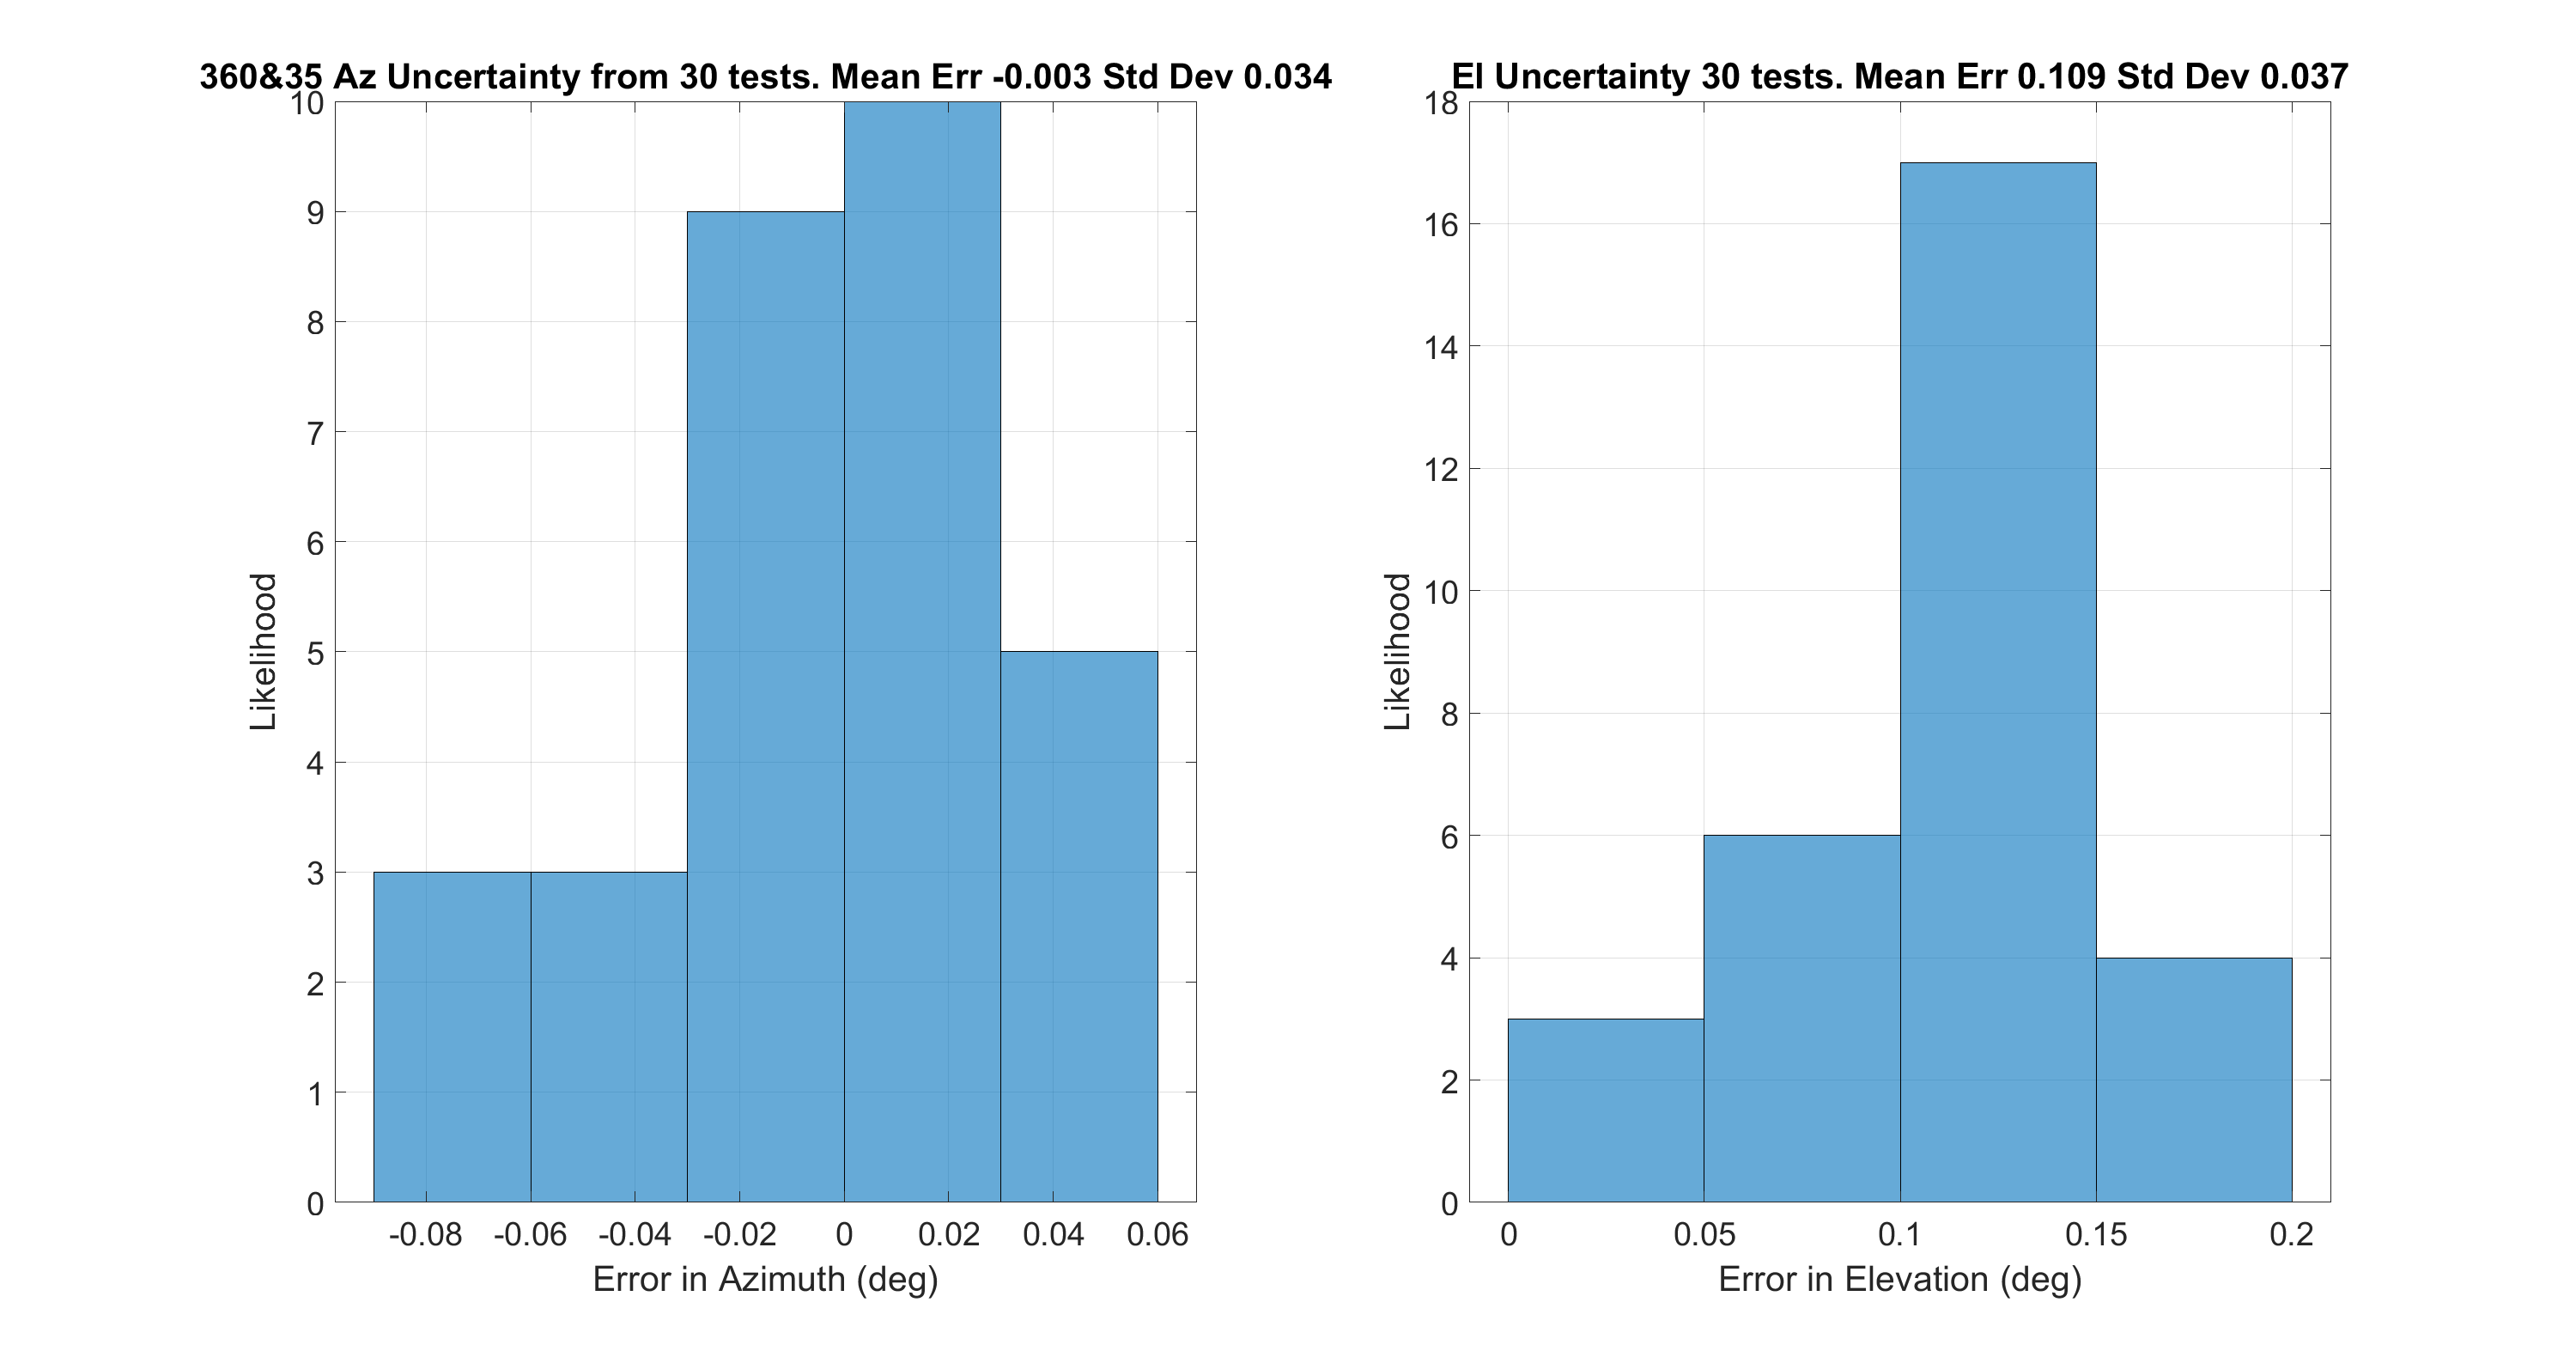 360&35 Az Uncertainty from 30 tests. Mean Err -0.003 Std Dev 0.034
10
9
8
7
6
5
4
3
2
1
0
Likelihood
-0.08 -0.06 -0.04 -0.02 0 0.02 0.04 0.06
Error in Azimuth (deg)
El Uncertainty 30 tests. Mean Err 0.109 Std Dev 0.037
18
16
14
12
10
8
6
4
2
0
Likelihood
0 0.05 0.1 0.15 0.2
Error in Elevation (deg)